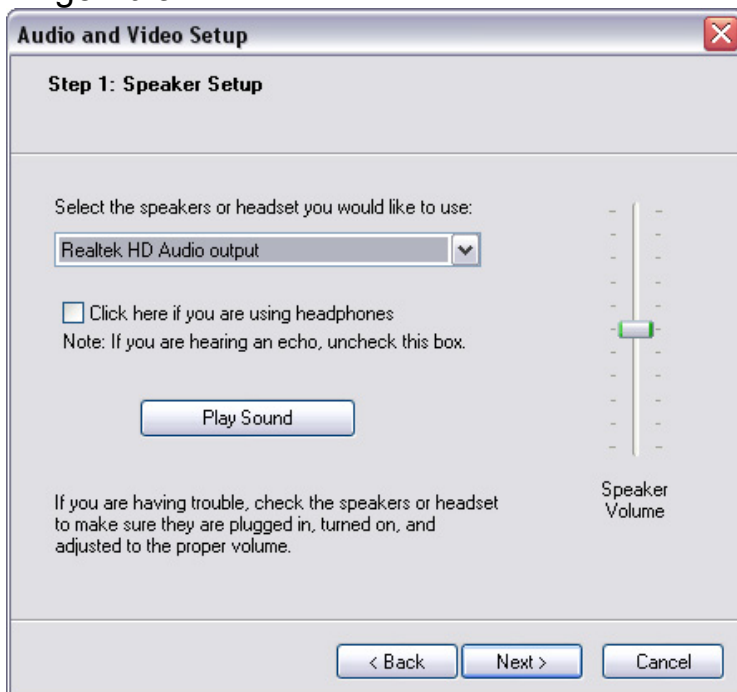 Audio and Video Setup
Step 1: Speaker Setup
Select the speakers or headset you would like to use:
Realtek HD Audio output
Click here if you are using headphones
Note: If you are hearing an echo, uncheck this box.
Play Sound
If you are having trouble, check the speakers or headset
to make sure they are plugged in, turned on, and
adjusted to the proper volume.
Speaker
Volume
< Back
Next >
Cancel